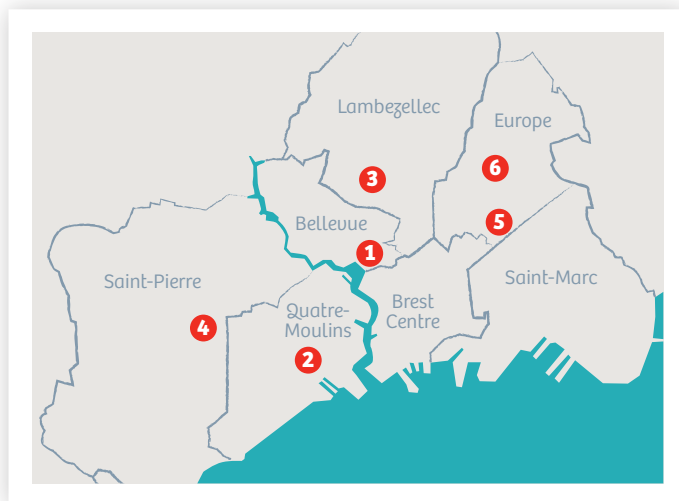 Lambezellec
Europe
6
3
5
Bellevue
1
Saint-Pierre
Saint-Marc
Quatre-
Moulins
Brest
Centre
4
2